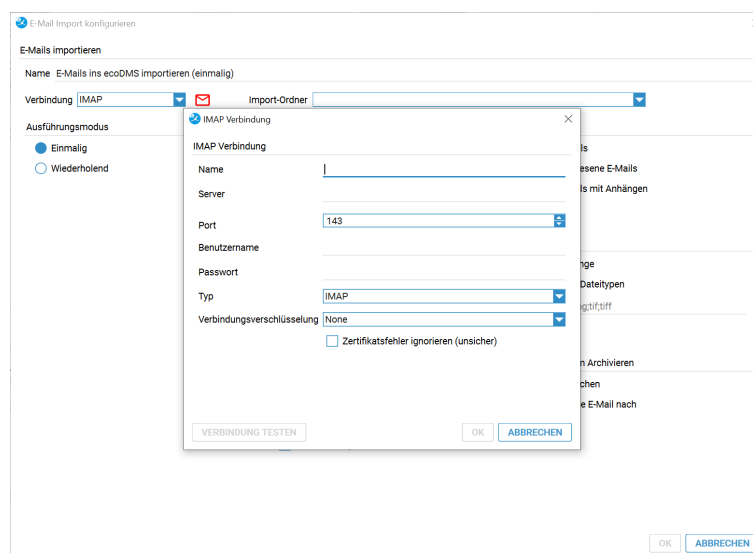 E-Mail Import konfigurieren
E-Mails importieren
Name E-Mails ins ecoDMS importieren (einmalig)
Verbindung IMAP Import-Ordner
Ausführungsmodus
Einmalig
Wiederholend
IMAP Verbindung
IMAP Verbindung
Name
Server
Port 143
Benutzername
Passwort
Typ IMAP
Verbindungsverschlüsselung None
Zertifikatsfehler ignorieren (unsicher)
VERBINDUNG TESTEN OK ABBRECHEN
ls
esene E-Mails
ls mit Anhängen
nge
Dateitypen
g;tif;tiff
n Archivieren
chen
e E-Mail nach
OK ABBRECHEN